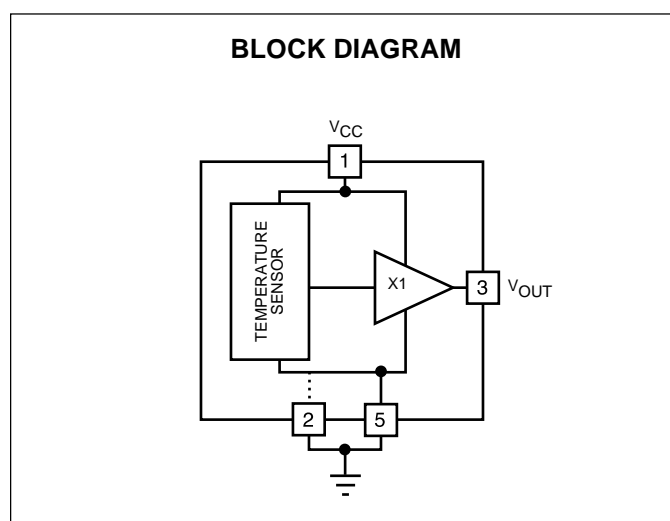 BLOCK DIAGRAM
VCC
1
TEMPERATURE
SENSOR
X1
3
VOUT
2
5